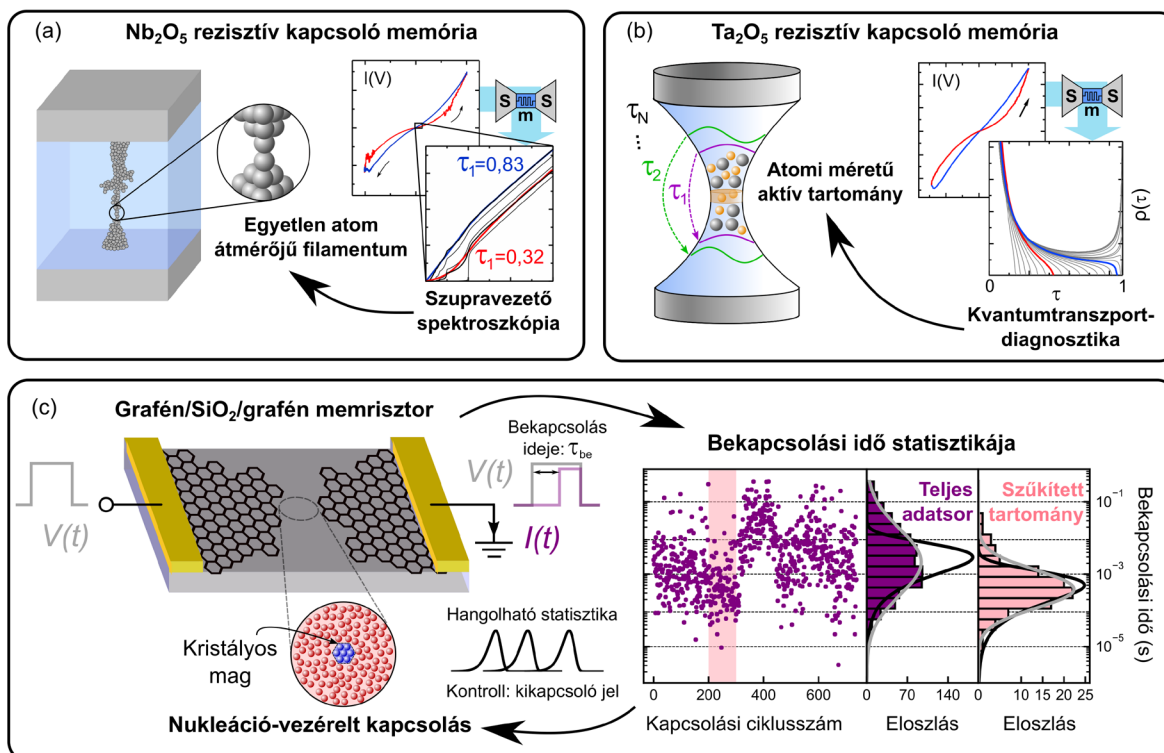 (a)
Nb₂O₅ rezisztív kapcsoló memória
I(V)
S
m
S
τ₁=0,83
τ₁=0,32
Egyetlen atom
átmérőjű filamentum
Szupravezető
spektroszkópia
(b)
Ta₂O₅ rezisztív kapcsoló memória
I(V)
S
m
S
τN
...
τ₂
τ₁
Atomi méretű
aktív tartomány
p(τ)
0
τ
1
Kvantumtranszport-
diagnosztika
(c)
Grafén/SiO₂/grafén memrisztor
V(t)
Bekapcsolás
ideje: τbe
V(t)
I(t)
Kristályos
mag
Hangolható statisztika
Kontroll: kikapcsoló jel
Nukleáció-vezérelt kapcsolás
Bekapcsolási idő statisztikája
Teljes
adatsor
Szűkített
tartomány
10⁻¹
10⁻³
10⁻⁵
Bekapcsolási idő (s)
0 200 400 600
0 70 140
0 5 10 15 20 25
Kapcsolási ciklusszám
Eloszlás
Eloszlás